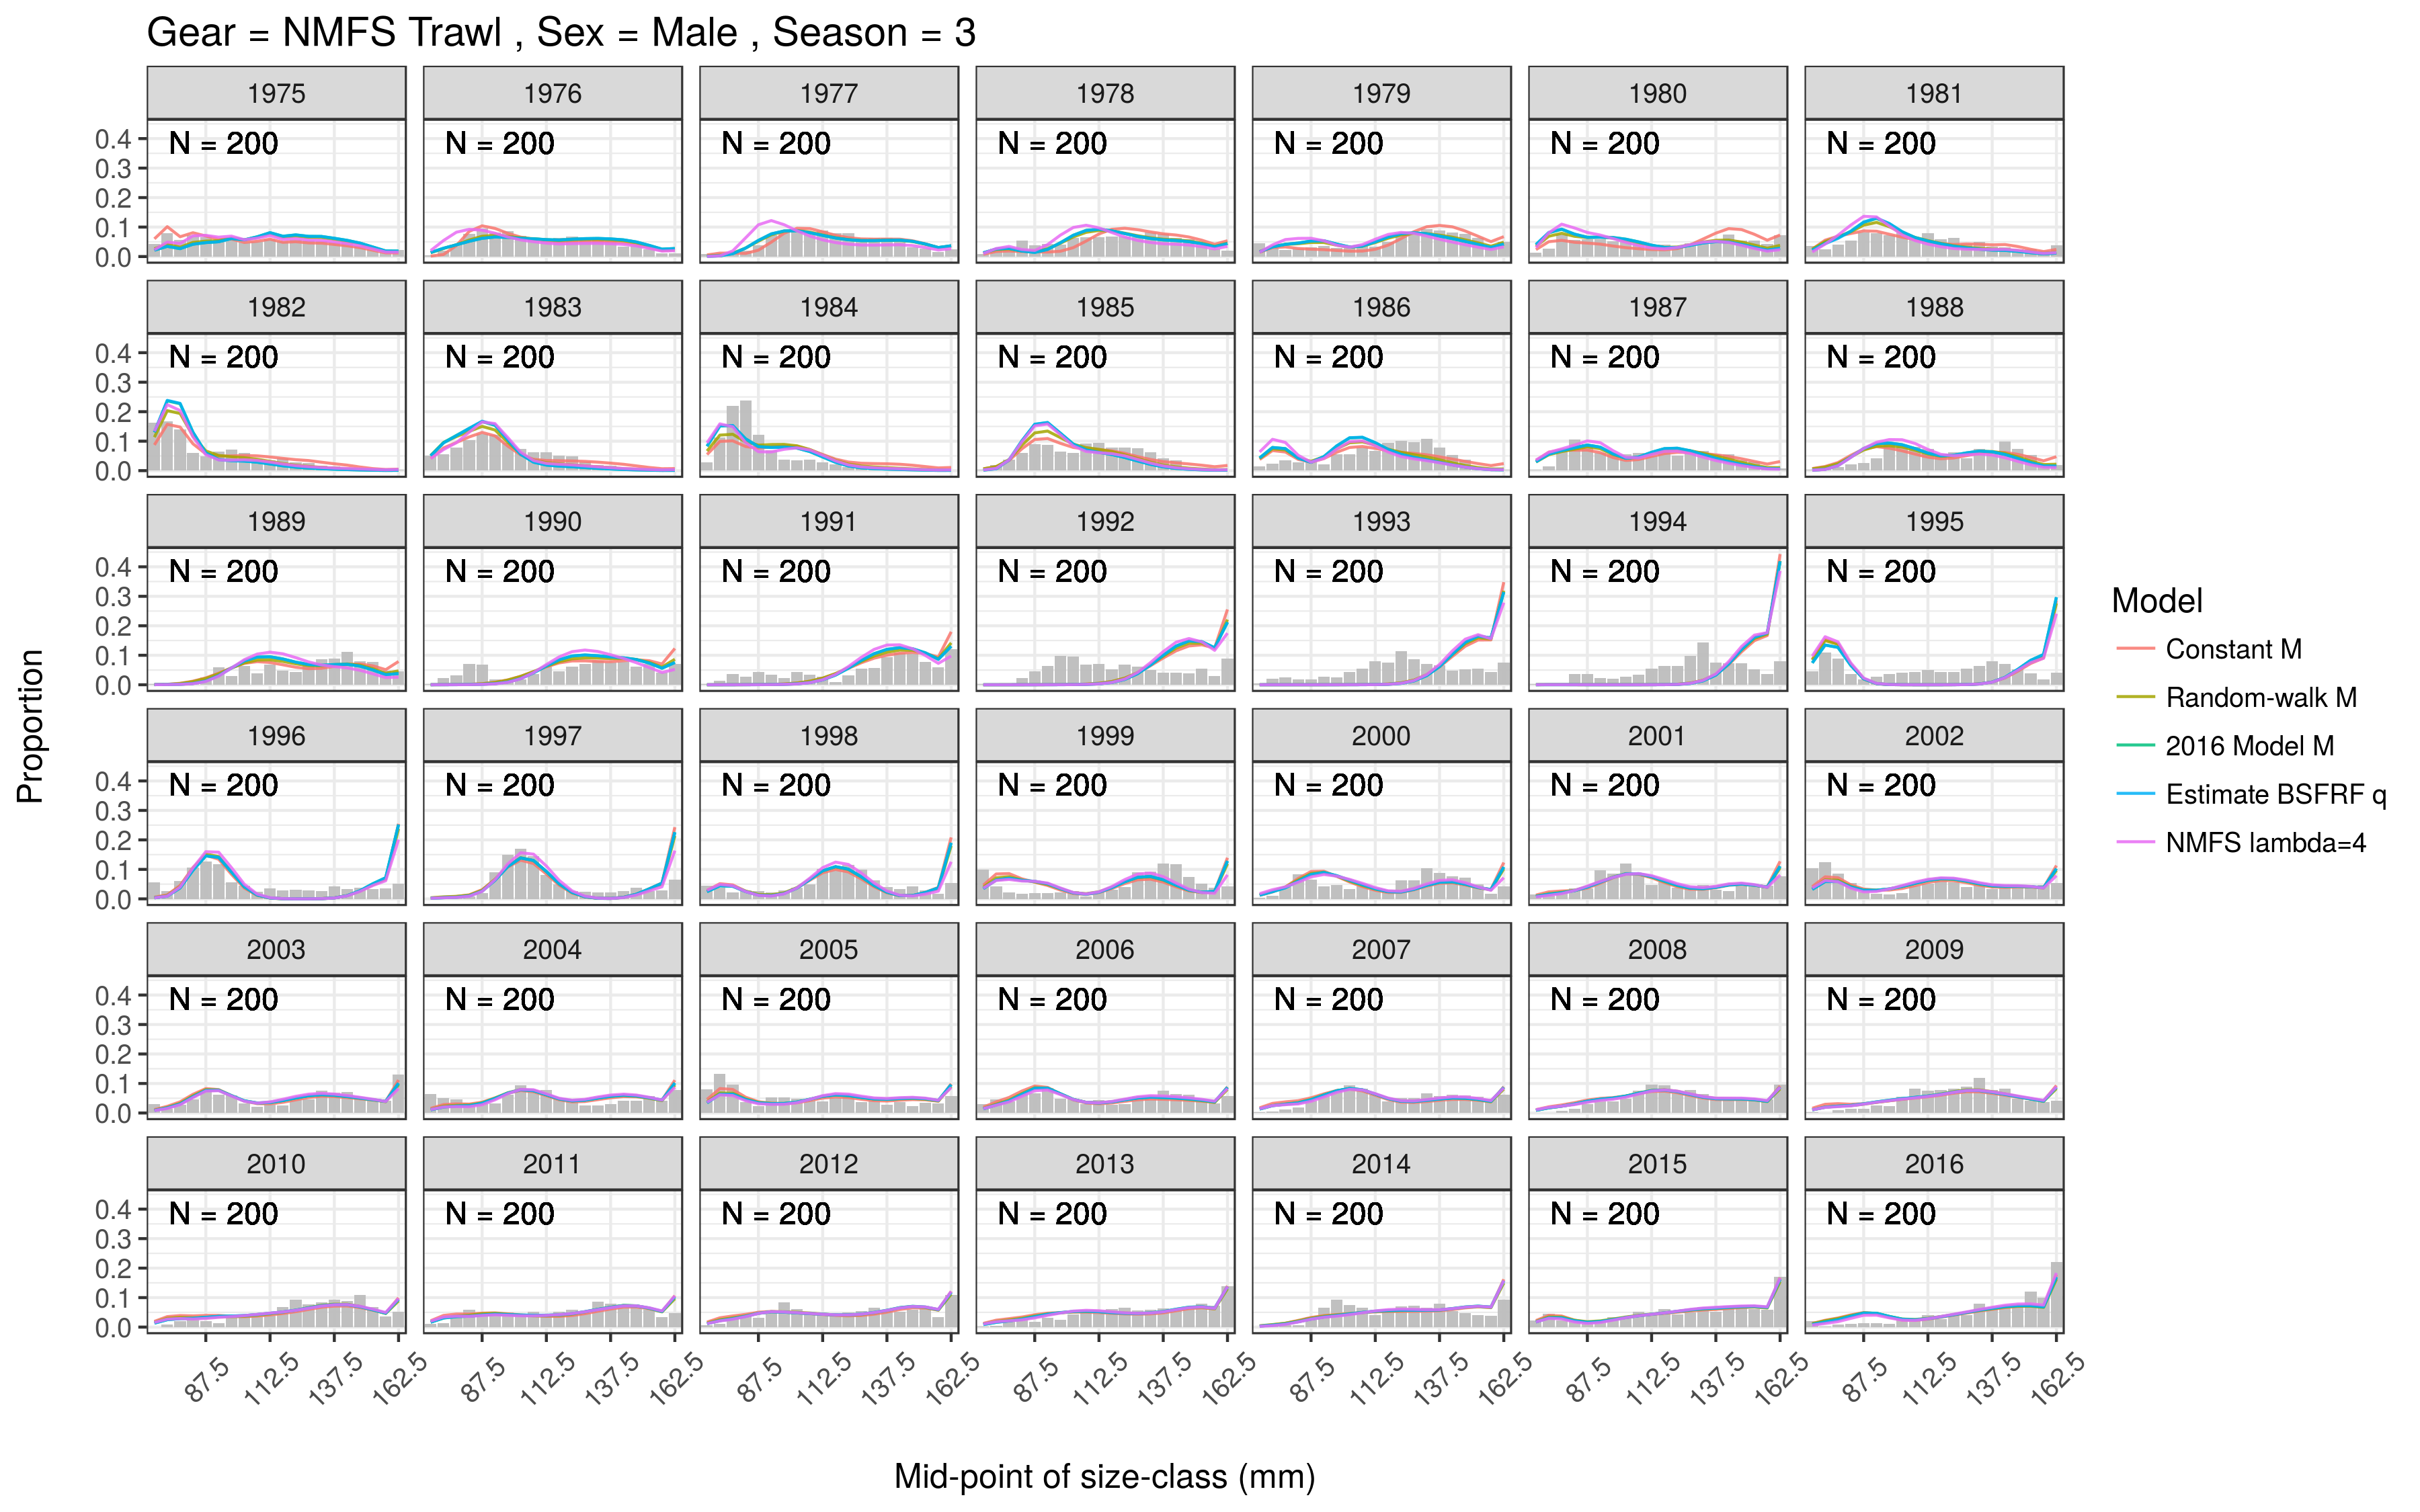 Gear = NMFS Trawl , Sex = Male , Season = 3
1975 1976 1977 1978 1979 1980 1981
N = 200 N = 200 N = 200 N = 200 N = 200 N = 200 N = 200
0.4
0.3
0.2
0.1
0.0
1982 1983 1984 1985 1986 1987 1988
N = 200 N = 200 N = 200 N = 200 N = 200 N = 200 N = 200
0.4
0.3
0.2
0.1
0.0
1989 1990 1991 1992 1993 1994 1995
N = 200 N = 200 N = 200 N = 200 N = 200 N = 200 N = 200
0.4
0.3
0.2
0.1
0.0
1996 1997 1998 1999 2000 2001 2002
N = 200 N = 200 N = 200 N = 200 N = 200 N = 200 N = 200
0.4
0.3
0.2
0.1
0.0
2003 2004 2005 2006 2007 2008 2009
N = 200 N = 200 N = 200 N = 200 N = 200 N = 200 N = 200
0.4
0.3
0.2
0.1
0.0
2010 2011 2012 2013 2014 2015 2016
N = 200 N = 200 N = 200 N = 200 N = 200 N = 200 N = 200
0.4
0.3
0.2
0.1
0.0
87.5 112.5 137.5 162.5 87.5 112.5 137.5 162.5 87.5 112.5 137.5 162.5 87.5 112.5 137.5 162.5 87.5 112.5 137.5 162.5 87.5 112.5 137.5 162.5 87.5 112.5 137.5 162.5
Mid-point of size-class (mm)
Proportion
Model
Constant M
Random-walk M
2016 Model M
Estimate BSFRF q
NMFS lambda=4